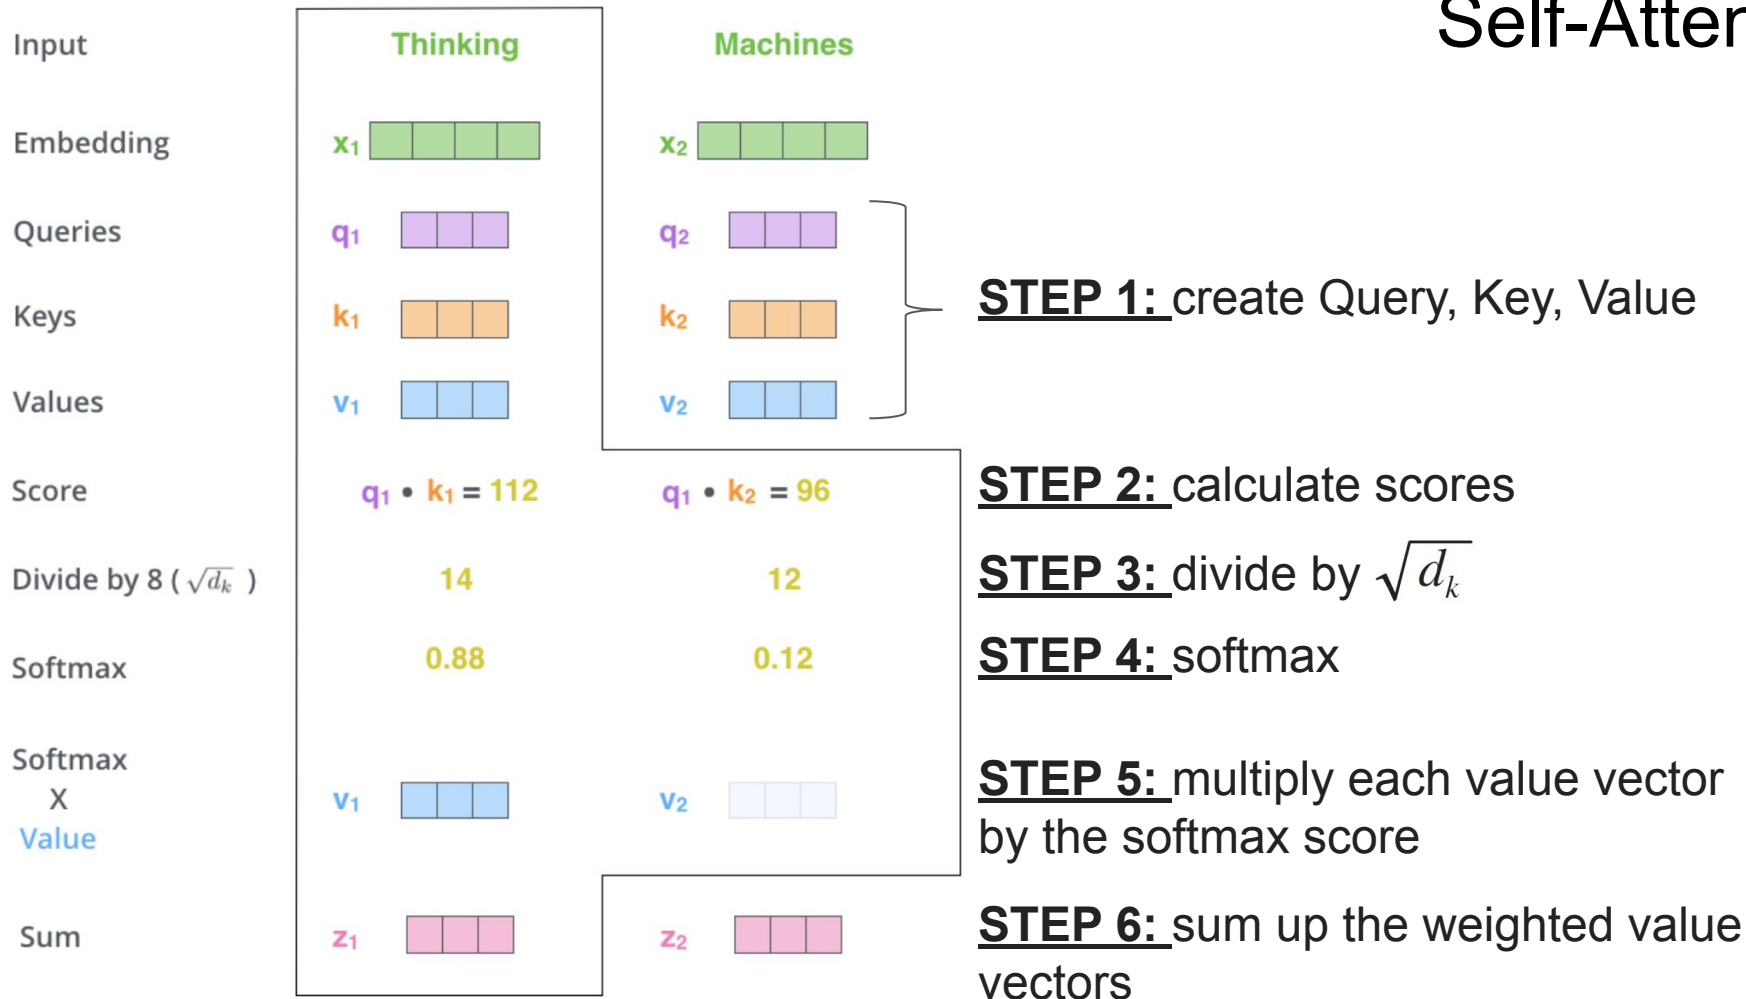 Self-Atten
Input Thinking Machines
Embedding x₁ x₂
Queries q₁ q₂
Keys k₁ k₂
STEP 1: create Query, Key, Value
Values v₁ v₂
Score q₁ • k₁ = 112 q₁ • k₂ = 96
STEP 2: calculate scores
Divide by 8 ( √dₖ ) 14 12
STEP 3: divide by √dₖ
Softmax 0.88 0.12
STEP 4: softmax
Softmax
X
Value
v₁ v₂
STEP 5: multiply each value vector
by the softmax score
Sum z₁ z₂
STEP 6: sum up the weighted value
vectors